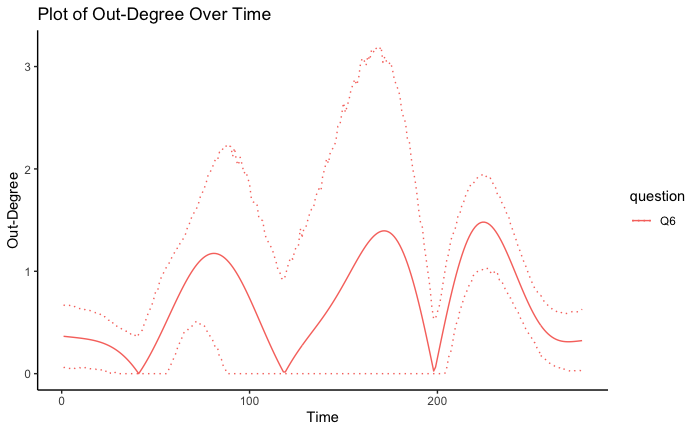 Plot of Out-Degree Over Time
3
2
1
0
Out-Degree
0 100 200
Time
question
Q6